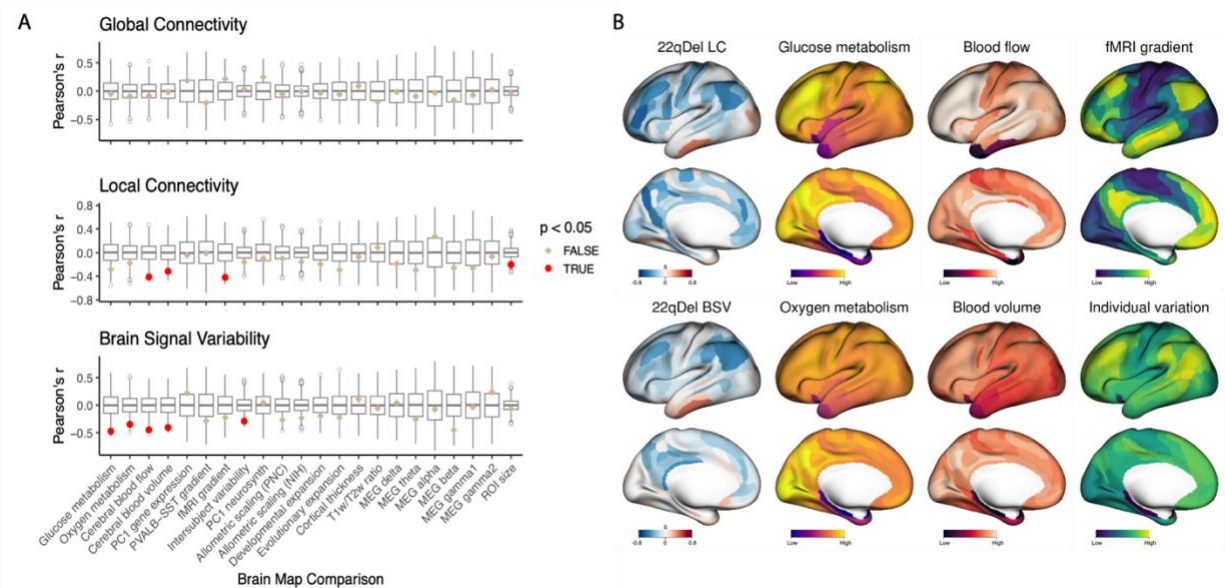 A
Global Connectivity
Pearson's r
0.5
0.0
−0.5
Local Connectivity
Pearson's r
0.8
0.4
0.0
−0.4
−0.8
Brain Signal Variability
Pearson's r
0.5
0.0
−0.5
Glucose metabolism
Oxygen metabolism
Cerebral blood flow
Cerebral blood volume
PC1 gene expression
PVALB−SST gradient
fMRI gradient
Intersubject variability
PC1 neurosynth
Allometric scaling (PNC)
Allometric scaling (NIH)
Developmental expansion
Evolutionary expansion
Cortical thickness
T1w/T2w ratio
MEG delta
MEG theta
MEG alpha
MEG beta
MEG gamma1
MEG gamma2
ROI size
Brain Map Comparison
p < 0.05
FALSE
TRUE
B
22qDel LC Glucose metabolism Blood flow fMRI gradient
-0.8 0.8 Low High Low High Low High
22qDel BSV Oxygen metabolism Blood volume Individual variation
-0.8 0.8 Low High Low High Low High